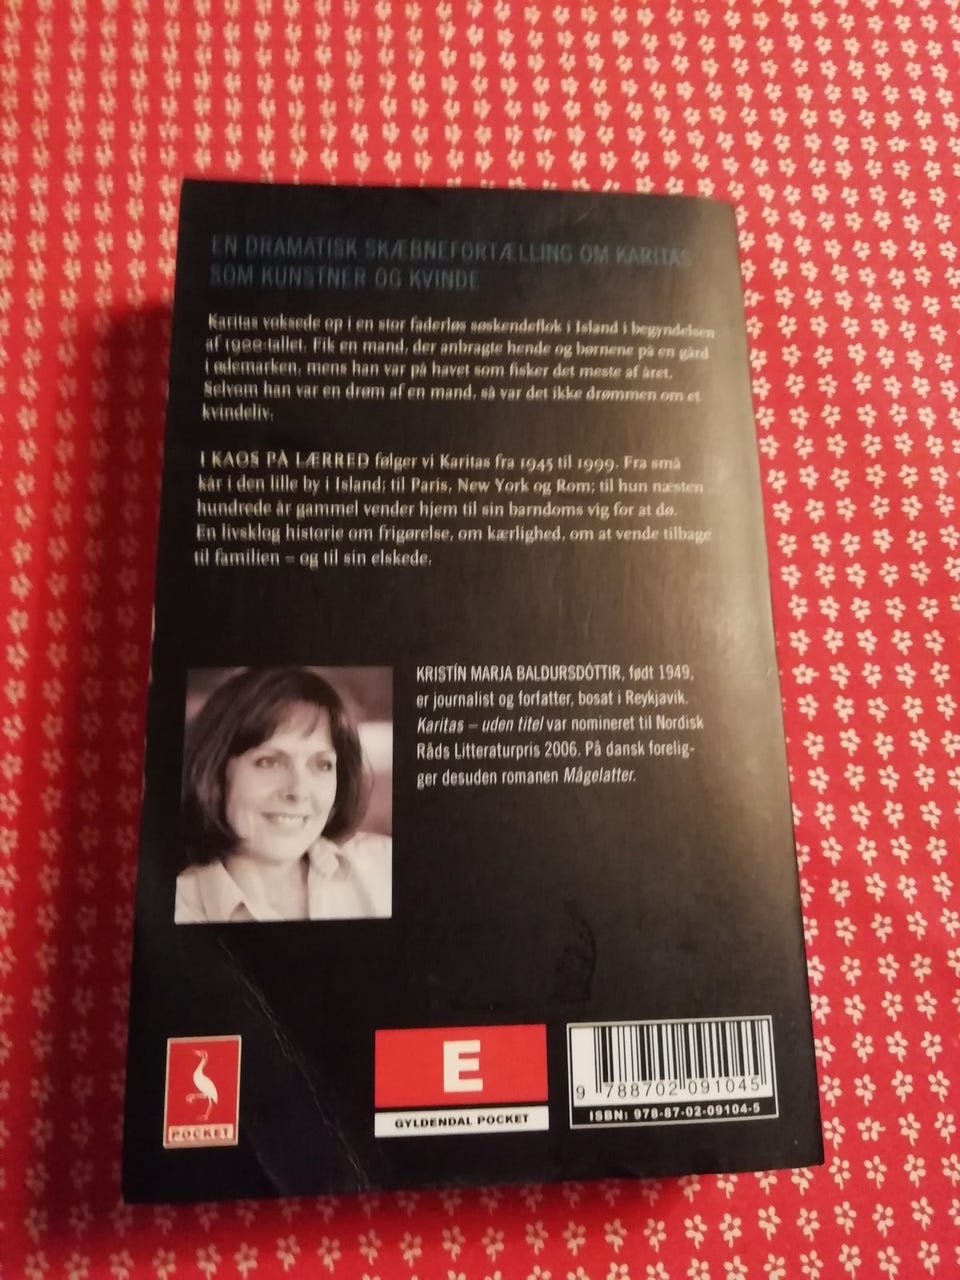 EN DRAMATISK SKÆBNEFORTÆLLING OM KARITAS
SOM KUNSTNER OG KVINDE
Karitas voksede op i en stor faderløs søskendeflok i Island i begyndelsen
af 1900-tallet. Fik en mand, der anbragte hende og børnene på en gård
i ødemarken, mens han var på havet som fisker det meste af året.
Selvom han var en drøm af en mand, så var det ikke drømmen om et
kvindeliv.
I KAOS PÅ LÆRRED følger vi Karitas fra 1945 til 1999. Fra små
kår i den lille by i Island; til Paris, New York og Rom; til hun næsten
hundrede år gammel vender hjem til sin barndoms vig for at dø.
En livsklog historie om frigørelse, om kærlighed, om at vende tilbage
til familien – og til sin elskede.
KRISTÍN MARJA BALDURSDÓTTIR, født 1949,
er journalist og forfatter, bosat i Reykjavik.
Karitas – uden titel var nomineret til Nordisk
Råds Litteraturpris 2006. På dansk forelig-
ger desuden romanen Mågelatter.
POCKET
E
GYLDENDAL POCKET
9 788702 091045
ISBN: 978-87-02-09104-5